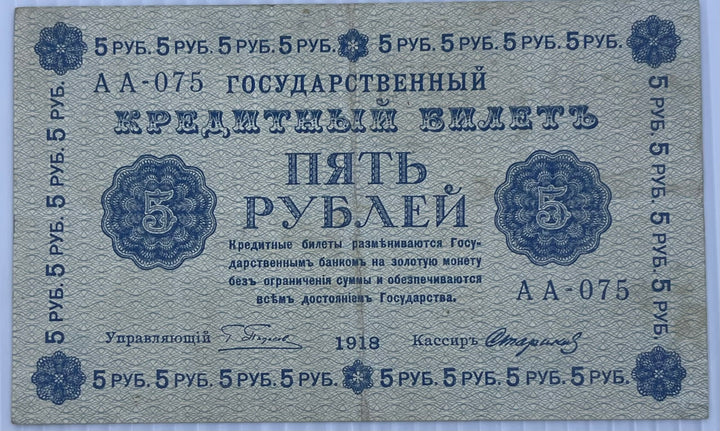 5 РУБ. 5 РУБ. 5 РУБ. 5 РУБ. 5 РУБ. 5 РУБ. 5 РУБ. 5 РУБ.
АА-075 ГОСУДАРСТВЕННЫЙ
КРЕДИТНЫЙ БИЛЕТЪ
5 РУБ. 5 РУБ. 5 РУБ. 5 РУБ.
5
ПЯТЬ
РУБЛЕЙ
5
5 РУБ. 5 РУБ. 5 РУБ. 5 РУБ.
Кредитные билеты размѣниваются Госу-
дарственнымъ банкомъ на золотую монету
безъ ограниченія суммы и обезпечиваются
всѣмъ достояніемъ Государства.
АА-075
Управляющій
1918
Кассиръ
5 РУБ. 5 РУБ. 5 РУБ. 5 РУБ. 5 РУБ. 5 РУБ. 5 РУБ. 5 РУБ.